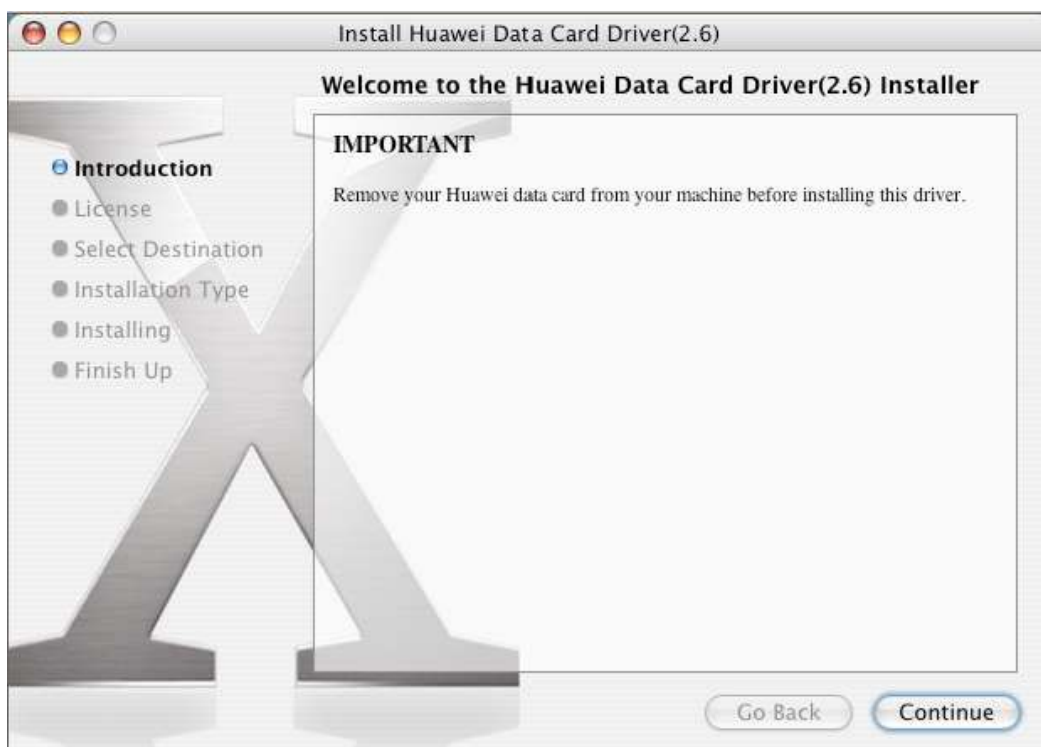 Install Huawei Data Card Driver(2.6)
Welcome to the Huawei Data Card Driver(2.6) Installer
Introduction
License
Select Destination
Installation Type
Installing
Finish Up
IMPORTANT
Remove your Huawei data card from your machine before installing this driver.
Go Back
Continue